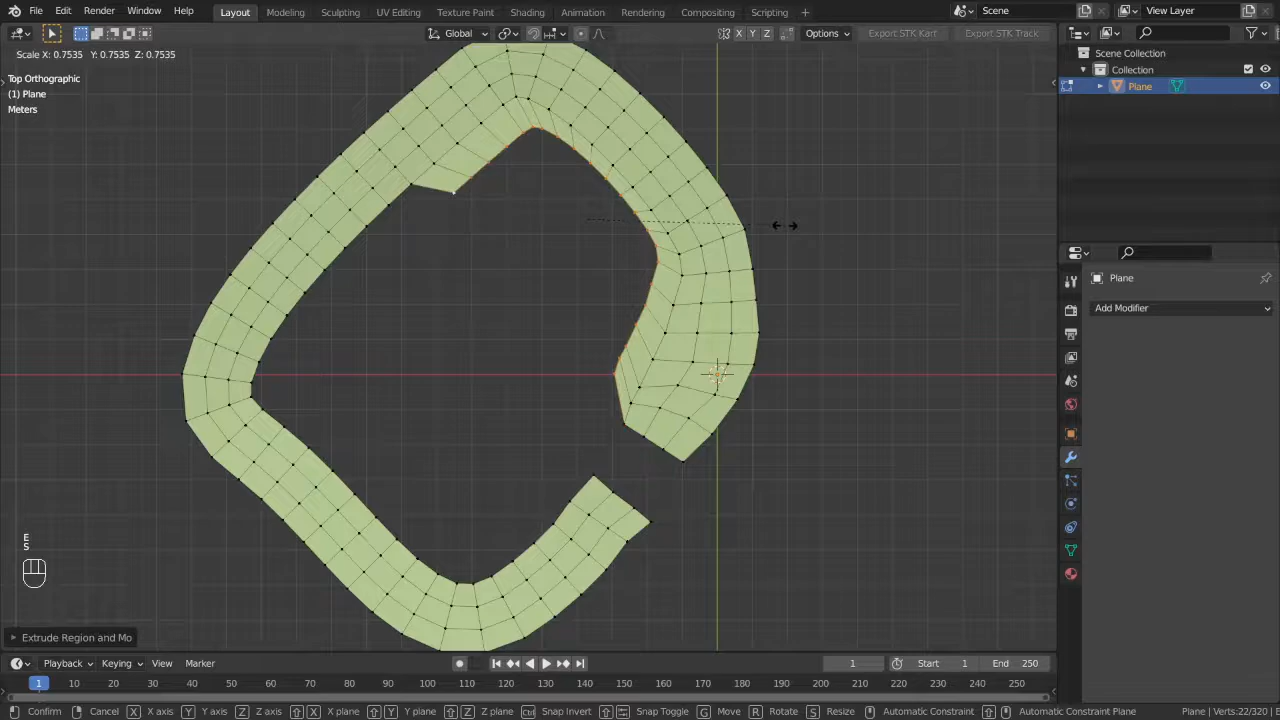 File Edit Render Window Help Layout Modeling Sculpting UV Editing Texture Paint Shading Animation Rendering Compositing Scripting + Scene View Layer
Global X Y Z Options Export STK Kart Export STK Track
Scale X: 0.7535 Y: 0.7535 Z: 0.7535
Top Orthographic
(1) Plane
Meters
Scene Collection
Collection
Plane
Plane
Add Modifier
E
S
Extrude Region and Mo
Playback Keying View Marker 1 Start 1 End 250
1 10 20 30 40 50 60 70 80 90 100 110 120 130 140 150 160 170 180 190 200 210 220 230 240 250
Confirm Cancel X X axis Y Y axis Z Z axis X X plane Y Y plane Z Z plane Ctrl Snap Invert Snap Toggle G Move R Rotate S Resize Automatic Constraint Automatic Constraint Plane Plane | Verts:22/320 |